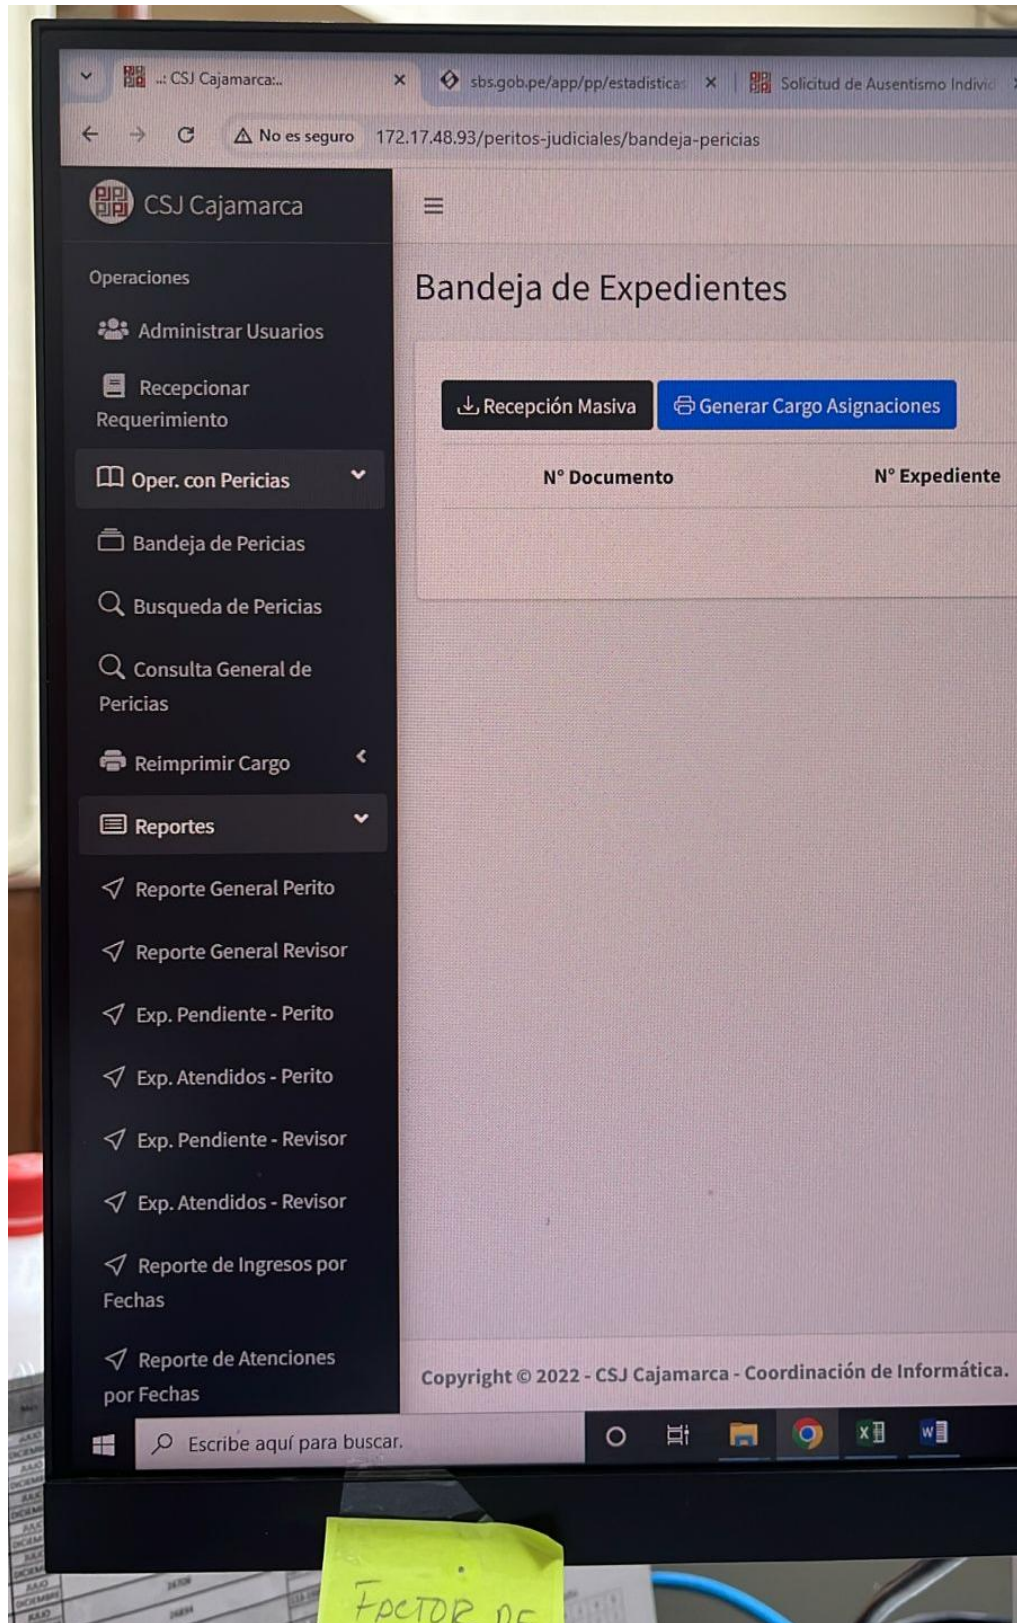 ..: CSJ Cajamarca:..
sbs.gob.pe/app/pp/estadisticas
Solicitud de Ausentismo Individ
No es seguro 172.17.48.93/peritos-judiciales/bandeja-pericias
CSJ Cajamarca
Operaciones
Administrar Usuarios
Recepcionar
Requerimiento
Oper. con Pericias
Bandeja de Pericias
Busqueda de Pericias
Consulta General de
Pericias
Reimprimir Cargo
Reportes
Reporte General Perito
Reporte General Revisor
Exp. Pendiente - Perito
Exp. Atendidos - Perito
Exp. Pendiente - Revisor
Exp. Atendidos - Revisor
Reporte de Ingresos por
Fechas
Reporte de Atenciones
por Fechas
Bandeja de Expedientes
Recepción Masiva
Generar Cargo Asignaciones
N° Documento N° Expediente
Copyright © 2022 - CSJ Cajamarca - Coordinación de Informática.
Escribe aquí para buscar.
FACTOR DE